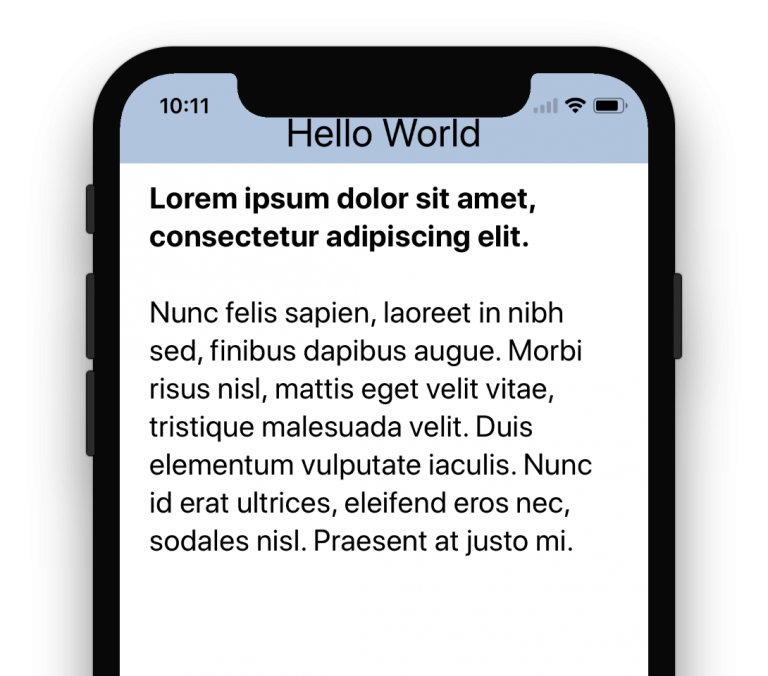 10:11
Hello World
Lorem ipsum dolor sit amet,
consectetur adipiscing elit.
Nunc felis sapien, laoreet in nibh
sed, finibus dapibus augue. Morbi
risus nisl, mattis eget velit vitae,
tristique malesuada velit. Duis
elementum vulputate iaculis. Nunc
id erat ultrices, eleifend eros nec,
sodales nisl. Praesent at justo mi.